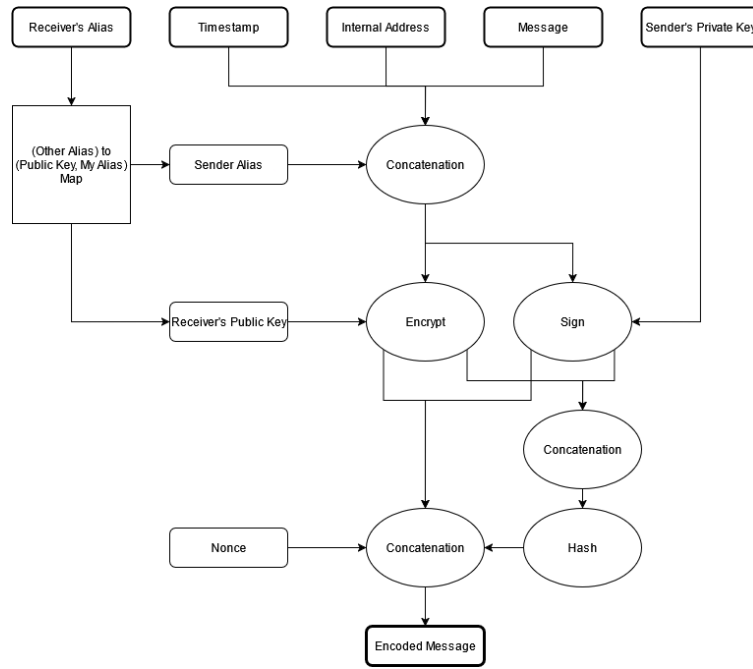 Receiver's Alias
Timestamp
Internal Address
Message
Sender's Private Key
(Other Alias) to
(Public Key, My Alias)
Map
Sender Alias
Concatenation
Receiver's Public Key
Encrypt
Sign
Concatenation
Nonce
Concatenation
Hash
Encoded Message